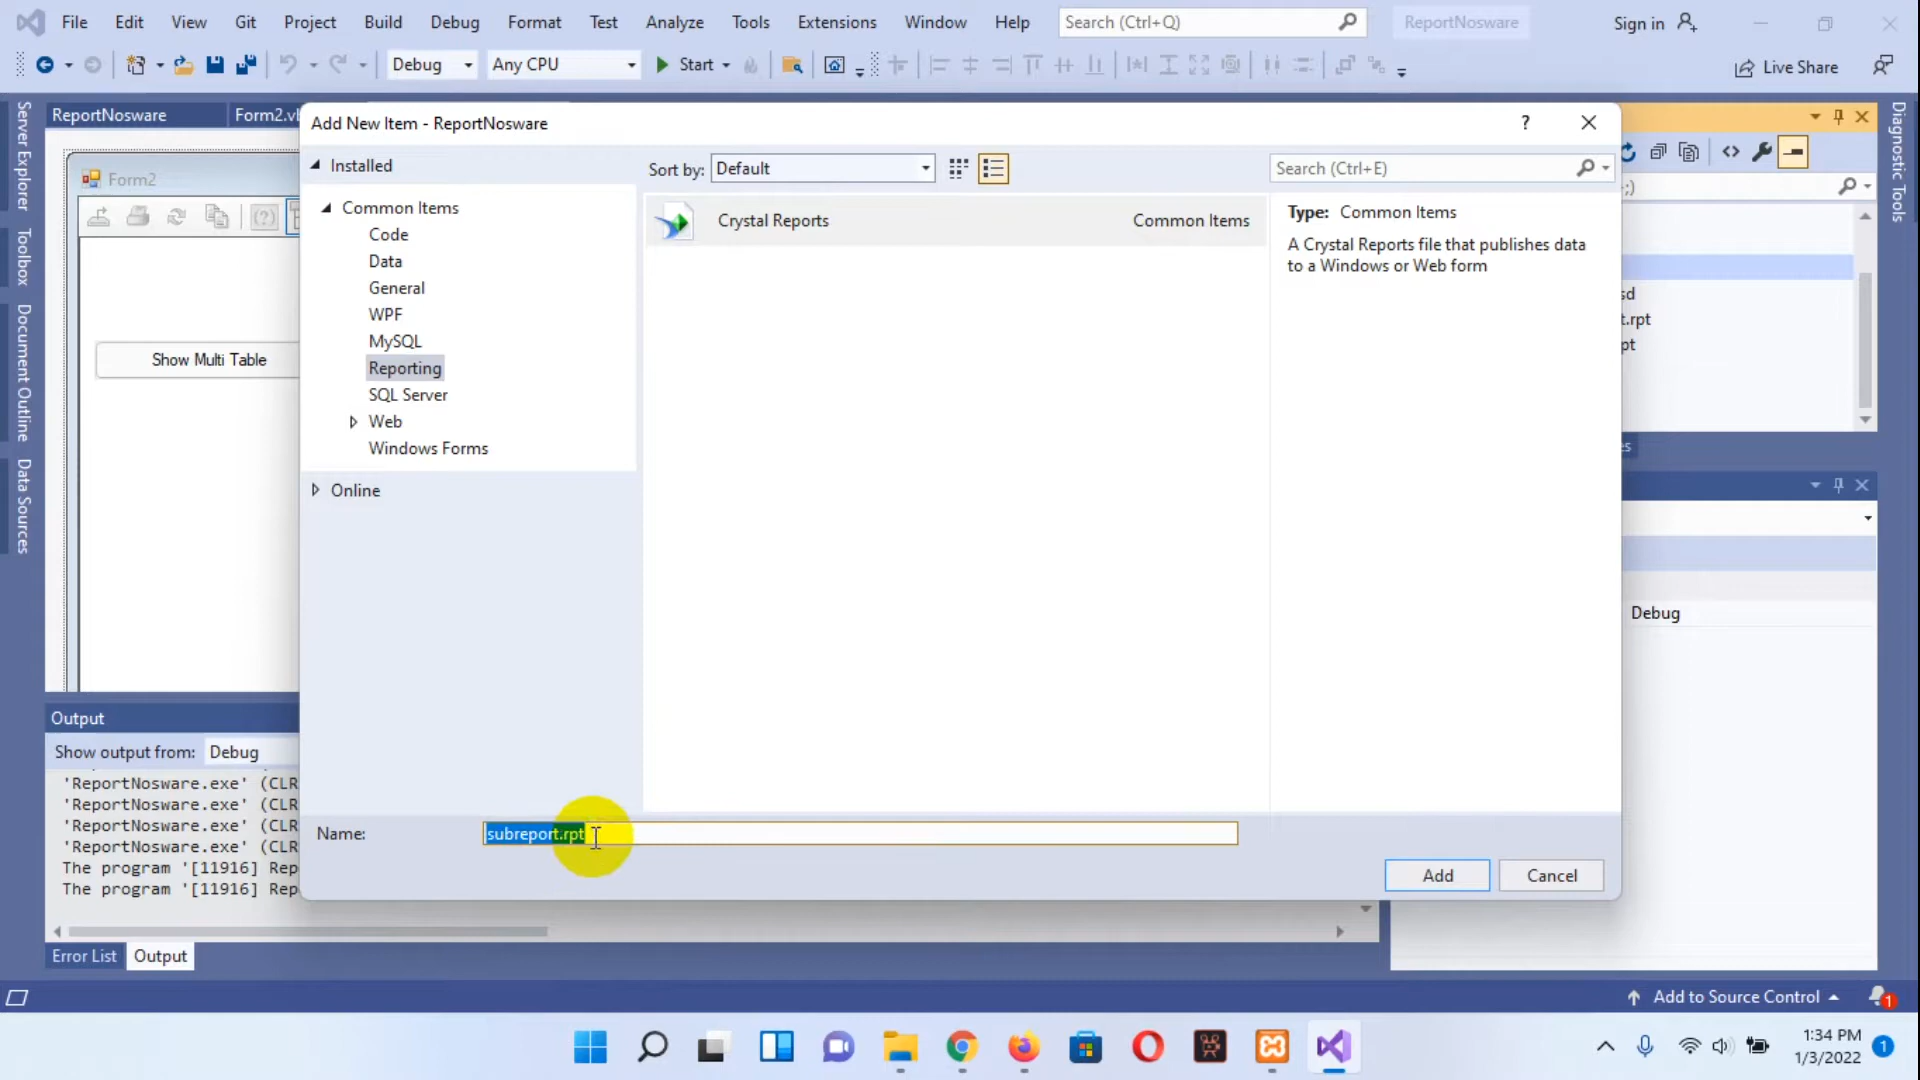 File Edit View Git Project Build Debug Format Test Analyze Tools Extensions Window Help Search (Ctrl+Q) ReportNosware Sign in
Debug Any CPU Start Live Share
Server Explorer
Toolbox
Document Outline
Data Sources
ReportNosware Form2.vb
Form2
Show Multi Table
Add New Item - ReportNosware ?
Installed
Common Items
Code
Data
General
WPF
MySQL
Reporting
SQL Server
Web
Windows Forms
Online
Sort by: Default
Search (Ctrl+E)
Crystal Reports Common Items
Type: Common Items
A Crystal Reports file that publishes data
to a Windows or Web form
Name: subreport.rpt
Add Cancel
;)
sd
t.rpt
pt
s
Debug
Diagnostic Tools
Output
Show output from: Debug
'ReportNosware.exe' (CLR
'ReportNosware.exe' (CLR
'ReportNosware.exe' (CLR
'ReportNosware.exe' (CLR
The program '[11916] Rep
The program '[11916] Rep
Error List Output
Add to Source Control 1
1:34 PM
1/3/2022 1